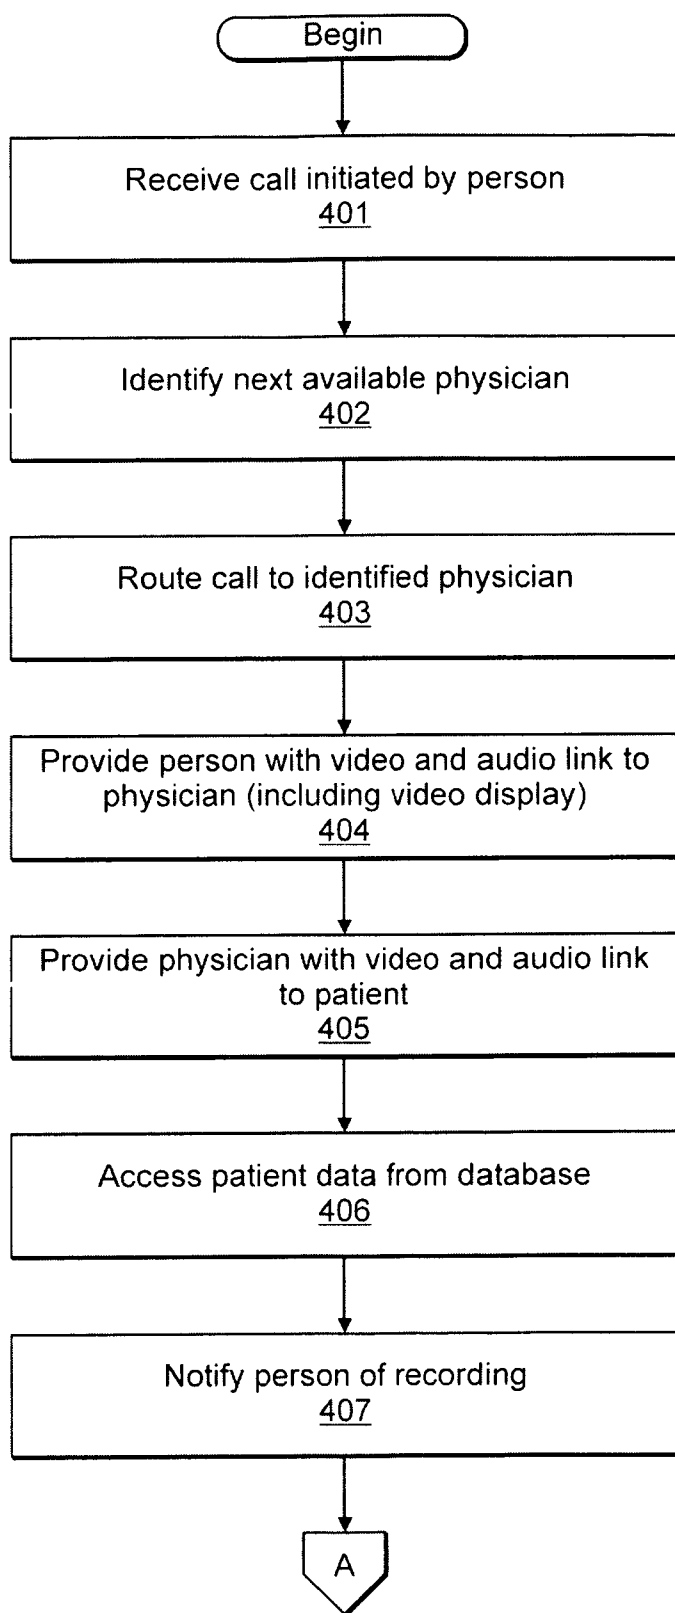 Begin
Receive call initiated by person
401
Identify next available physician
402
Route call to identified physician
403
Provide person with video and audio link to
physician (including video display)
404
Provide physician with video and audio link
to patient
405
Access patient data from database
406
Notify person of recording
407
A